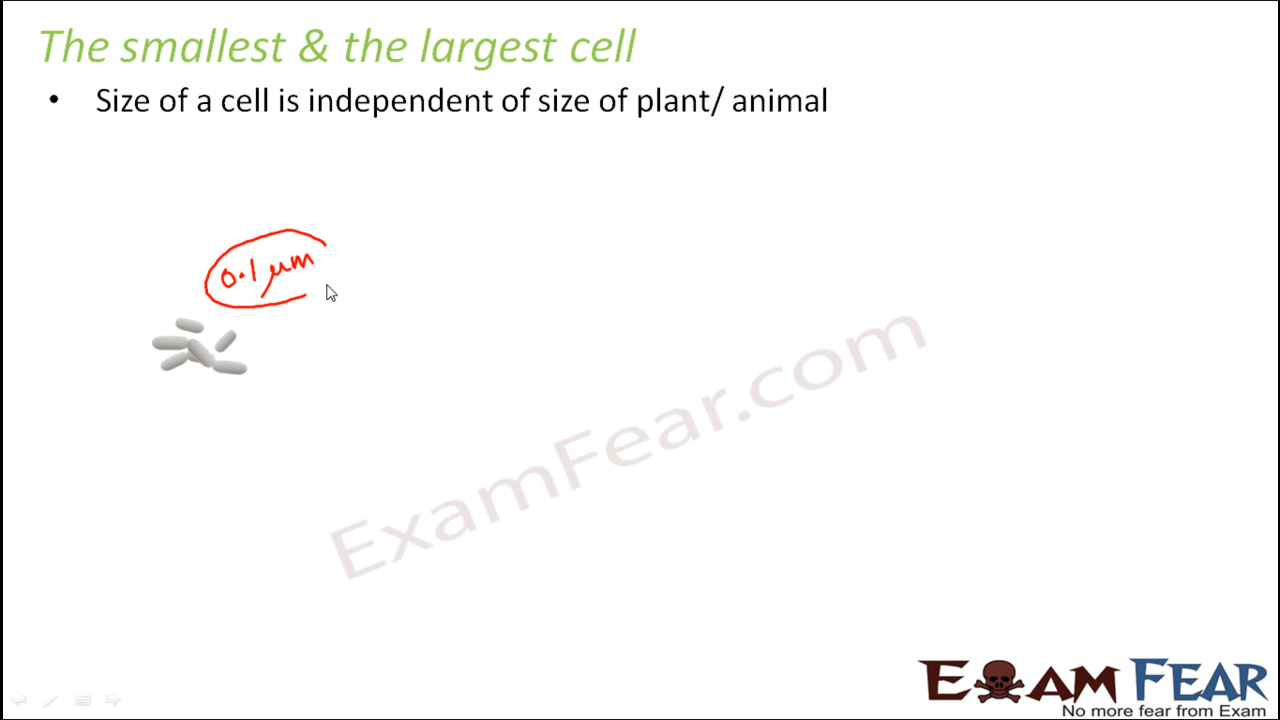 The smallest & the largest cell
• Size of a cell is independent of size of plant/ animal
0.1 μm
ExamFear.com
EXAM FEAR
No more fear from Exam